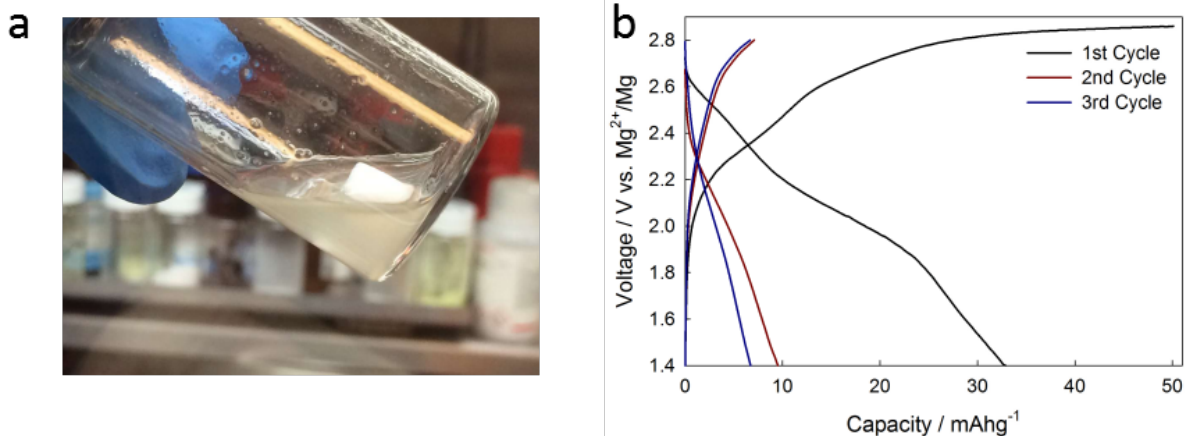 a
b
2.8
2.6
2.4
2.2
2.0
1.8
1.6
1.4
Voltage / V vs. Mg²⁺/Mg
1st Cycle
2nd Cycle
3rd Cycle
0 10 20 30 40 50
Capacity / mAhg⁻¹